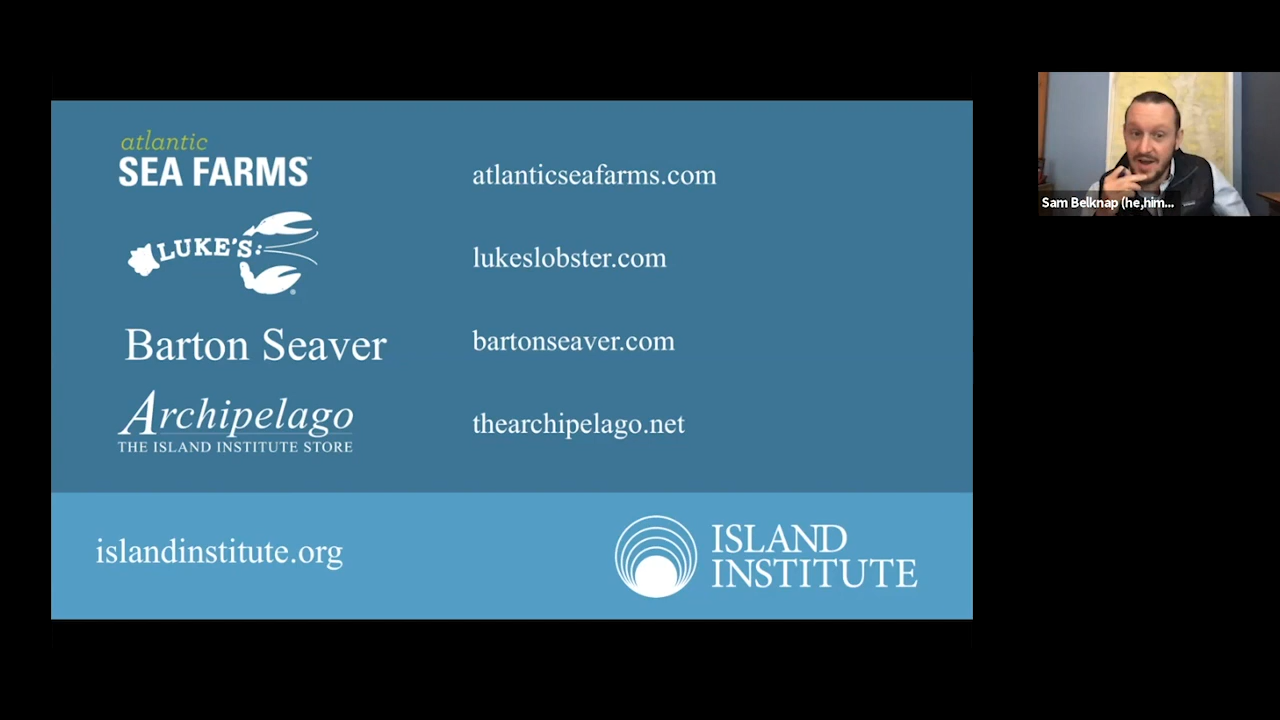 atlantic
SEA FARMS™
atlanticseafarms.com
LUKE'S
lukeslobster.com
Barton Seaver
bartonseaver.com
Archipelago
THE ISLAND INSTITUTE STORE
thearchipelago.net
islandinstitute.org
ISLAND
INSTITUTE
Sam Belknap (he,him...